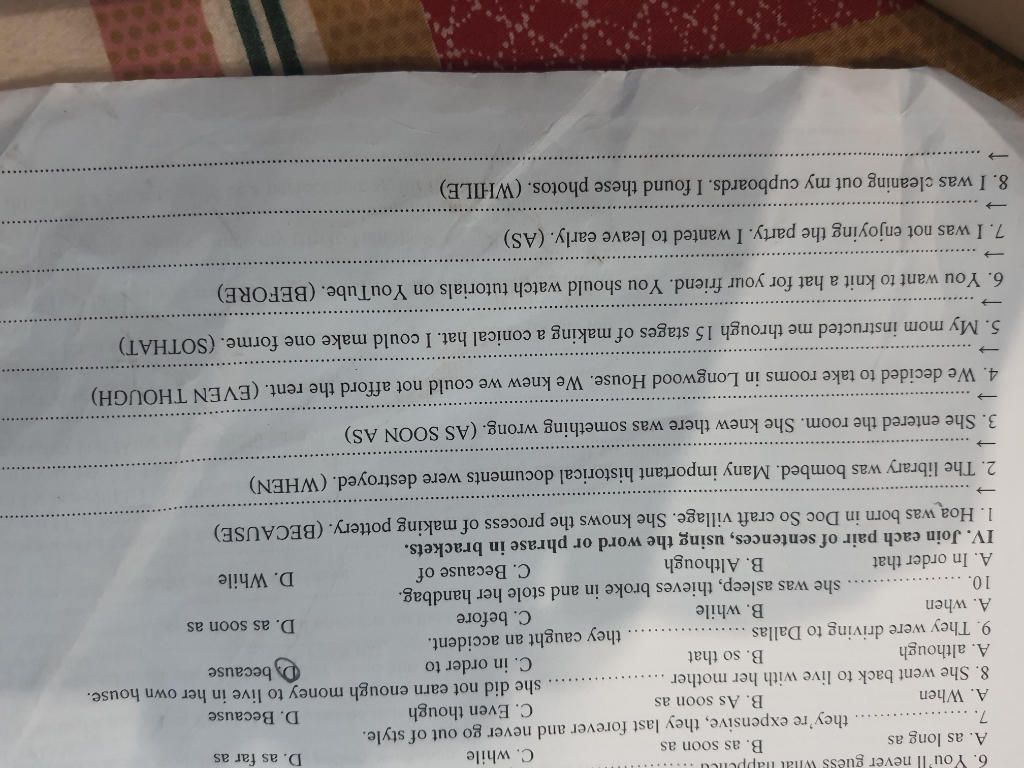 6. You'll never guess what happened ..................
A. as long as B. as soon as C. while D. as far as
7. .................. they're expensive, they last forever and never go out of style.
A. When B. As soon as C. Even though D. Because
8. She went back to live with her mother .................. she did not earn enough money to live in her own house.
A. although B. so that C. in order to D. because
9. They were driving to Dallas .................. they caught an accident.
A. when B. while C. before D. as soon as
10. .................. she was asleep, thieves broke in and stole her handbag.
A. In order that B. Although C. Because of D. While
IV. Join each pair of sentences, using the word or phrase in brackets.
1. Hoa was born in Doc So craft village. She knows the process of making pottery. (BECAUSE)
→ ..................
2. The library was bombed. Many important historical documents were destroyed. (WHEN)
→ ..................
3. She entered the room. She knew there was something wrong. (AS SOON AS)
→ ..................
4. We decided to take rooms in Longwood House. We knew we could not afford the rent. (EVEN THOUGH)
→ ..................
5. My mom instructed me through 15 stages of making a conical hat. I could make one forme. (SOTHAT)
→ ..................
6. You want to knit a hat for your friend. You should watch tutorials on YouTube. (BEFORE)
→ ..................
7. I was not enjoying the party. I wanted to leave early. (AS)
→ ..................
8. I was cleaning out my cupboards. I found these photos. (WHILE)
→ ..................